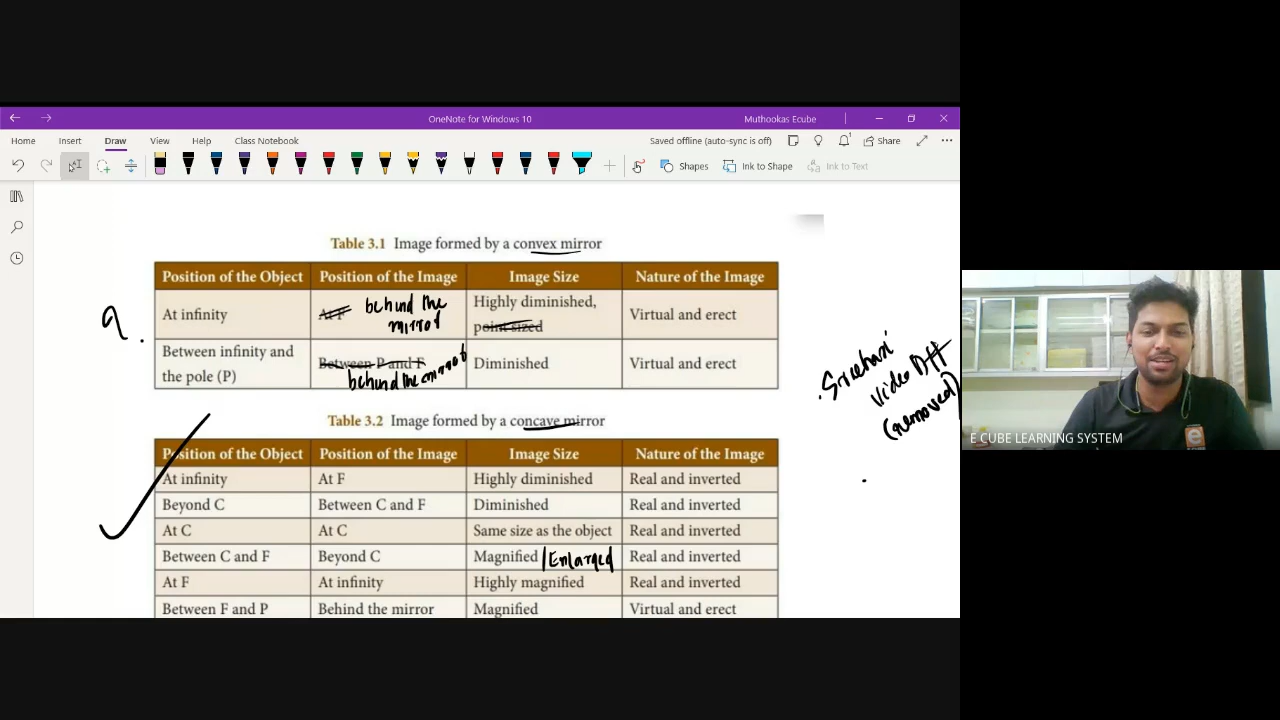 OneNote for Windows 10
Muthookas Ecube
Home Insert Draw View Help Class Notebook
Saved offline (auto-sync is off)
1
Share
Shapes
Ink to Shape
Ink to Text
Table 3.1 Image formed by a convex mirror
Position of the Object Position of the Image Image Size Nature of the Image
At infinity At F behind the mirror Highly diminished, point sized Virtual and erect
Between infinity and the pole (P) Between P and F behind the mirror Diminished Virtual and erect
Table 3.2 Image formed by a concave mirror
Position of the Object Position of the Image Image Size Nature of the Image
At infinity At F Highly diminished Real and inverted
Beyond C Between C and F Diminished Real and inverted
At C At C Same size as the object Real and inverted
Between C and F Beyond C Magnified /Enlarged Real and inverted
At F At infinity Highly magnified Real and inverted
Between F and P Behind the mirror Magnified Virtual and erect
Srikhari
Video Off
(removed)
E CUBE LEARNING SYSTEM